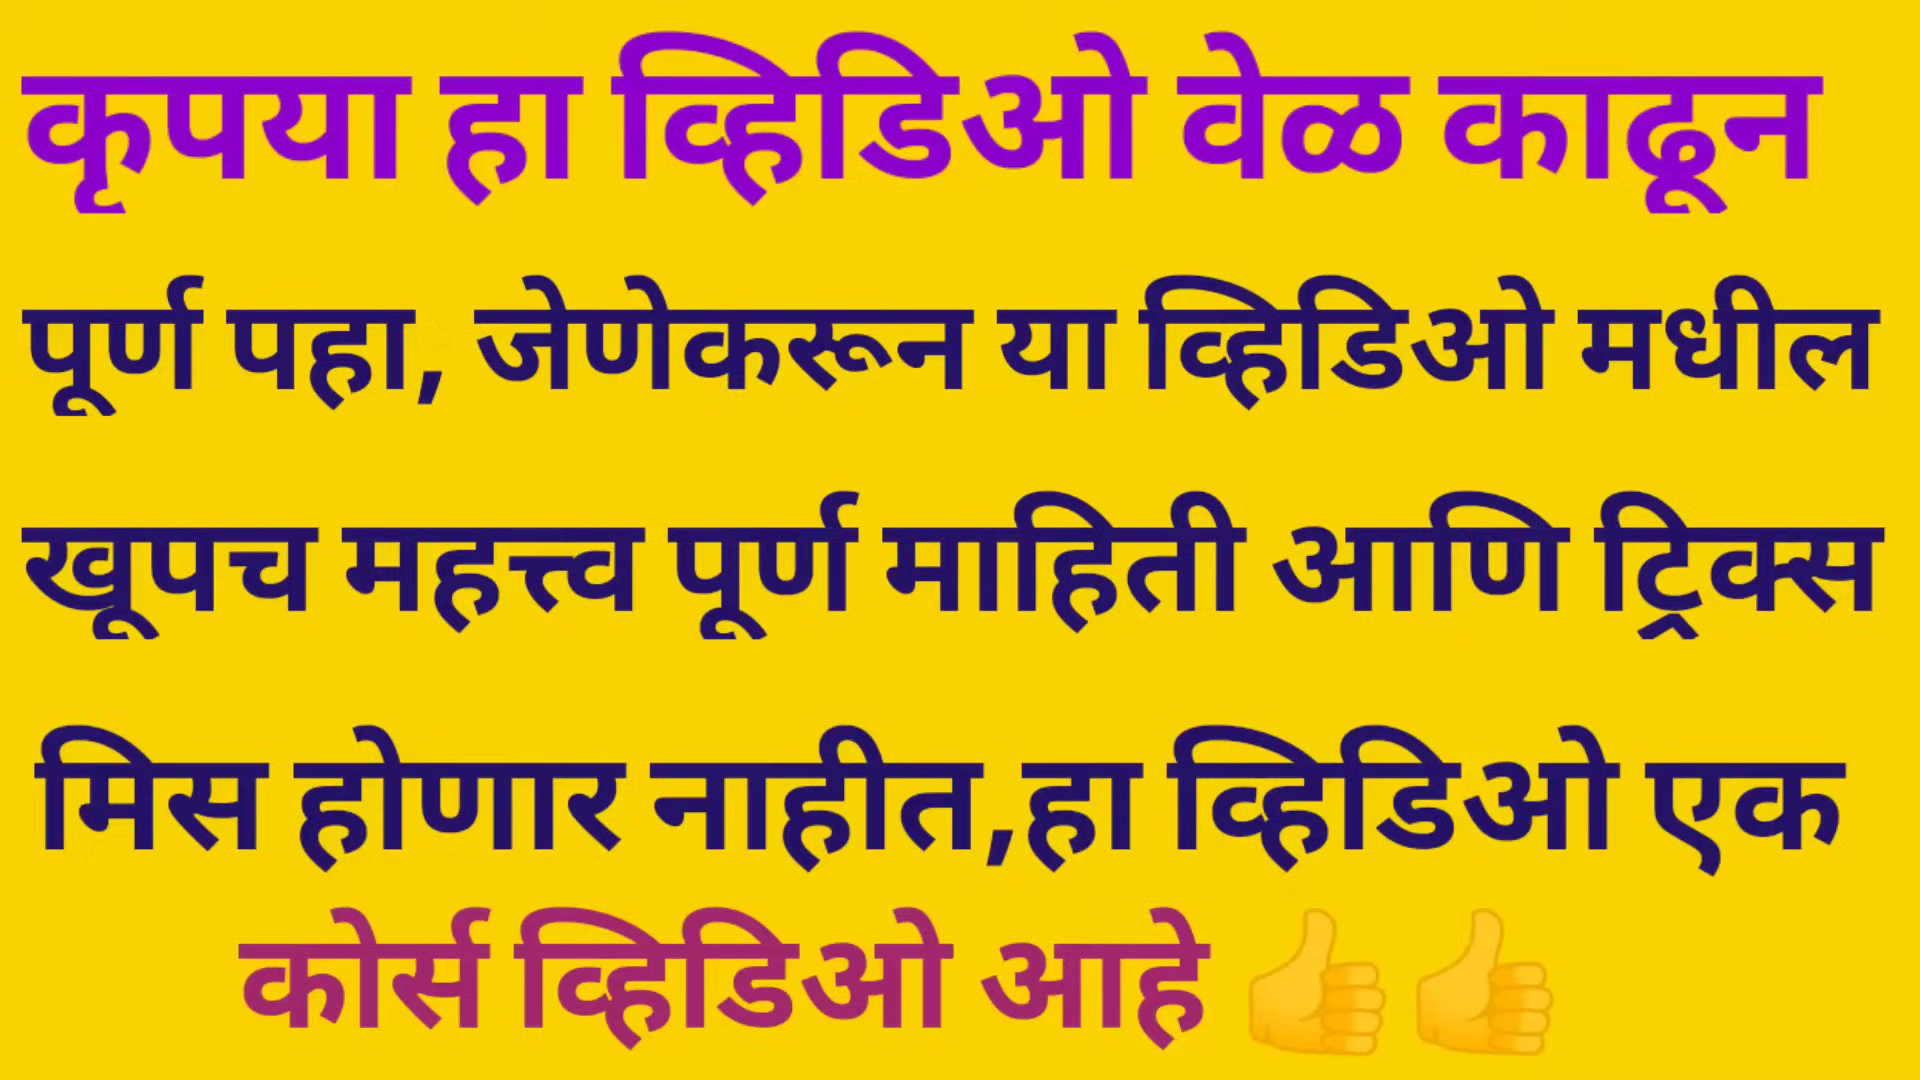 कृपया हा व्हिडिओ वेळ काढून
पूर्ण पहा, जेणेकरून या व्हिडिओ मधील
खूपच महत्त्व पूर्ण माहिती आणि ट्रिक्स
मिस होणार नाहीत,हा व्हिडिओ एक
कोर्स व्हिडिओ आहे 👍👍